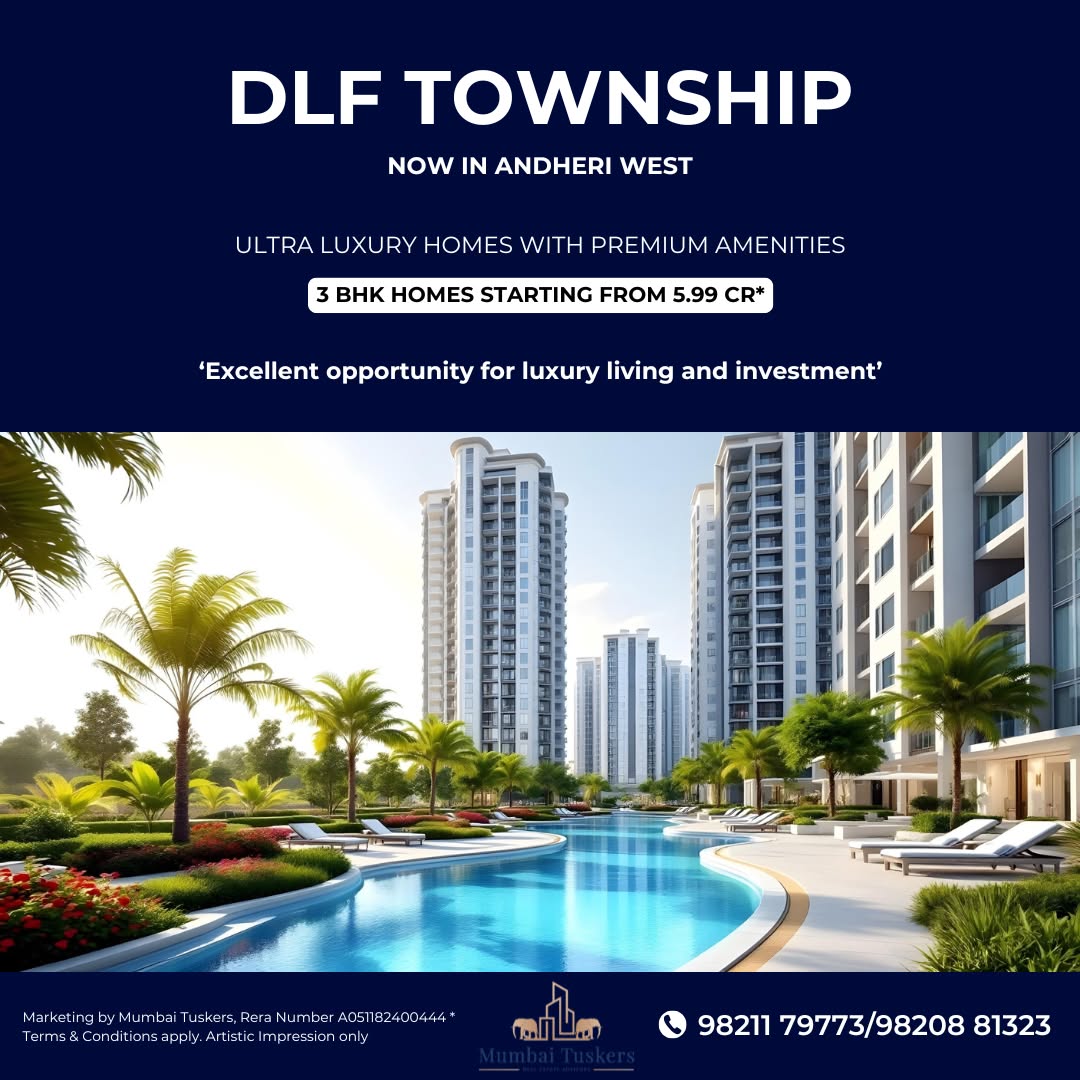 DLF TOWNSHIP
NOW IN ANDHERI WEST
ULTRA LUXURY HOMES WITH PREMIUM AMENITIES
3 BHK HOMES STARTING FROM 5.99 CR*
‘Excellent opportunity for luxury living and investment’
Marketing by Mumbai Tuskers, Rera Number A051182400444 *
Terms & Conditions apply. Artistic Impression only
Mumbai Tuskers
98211 79773/98208 81323